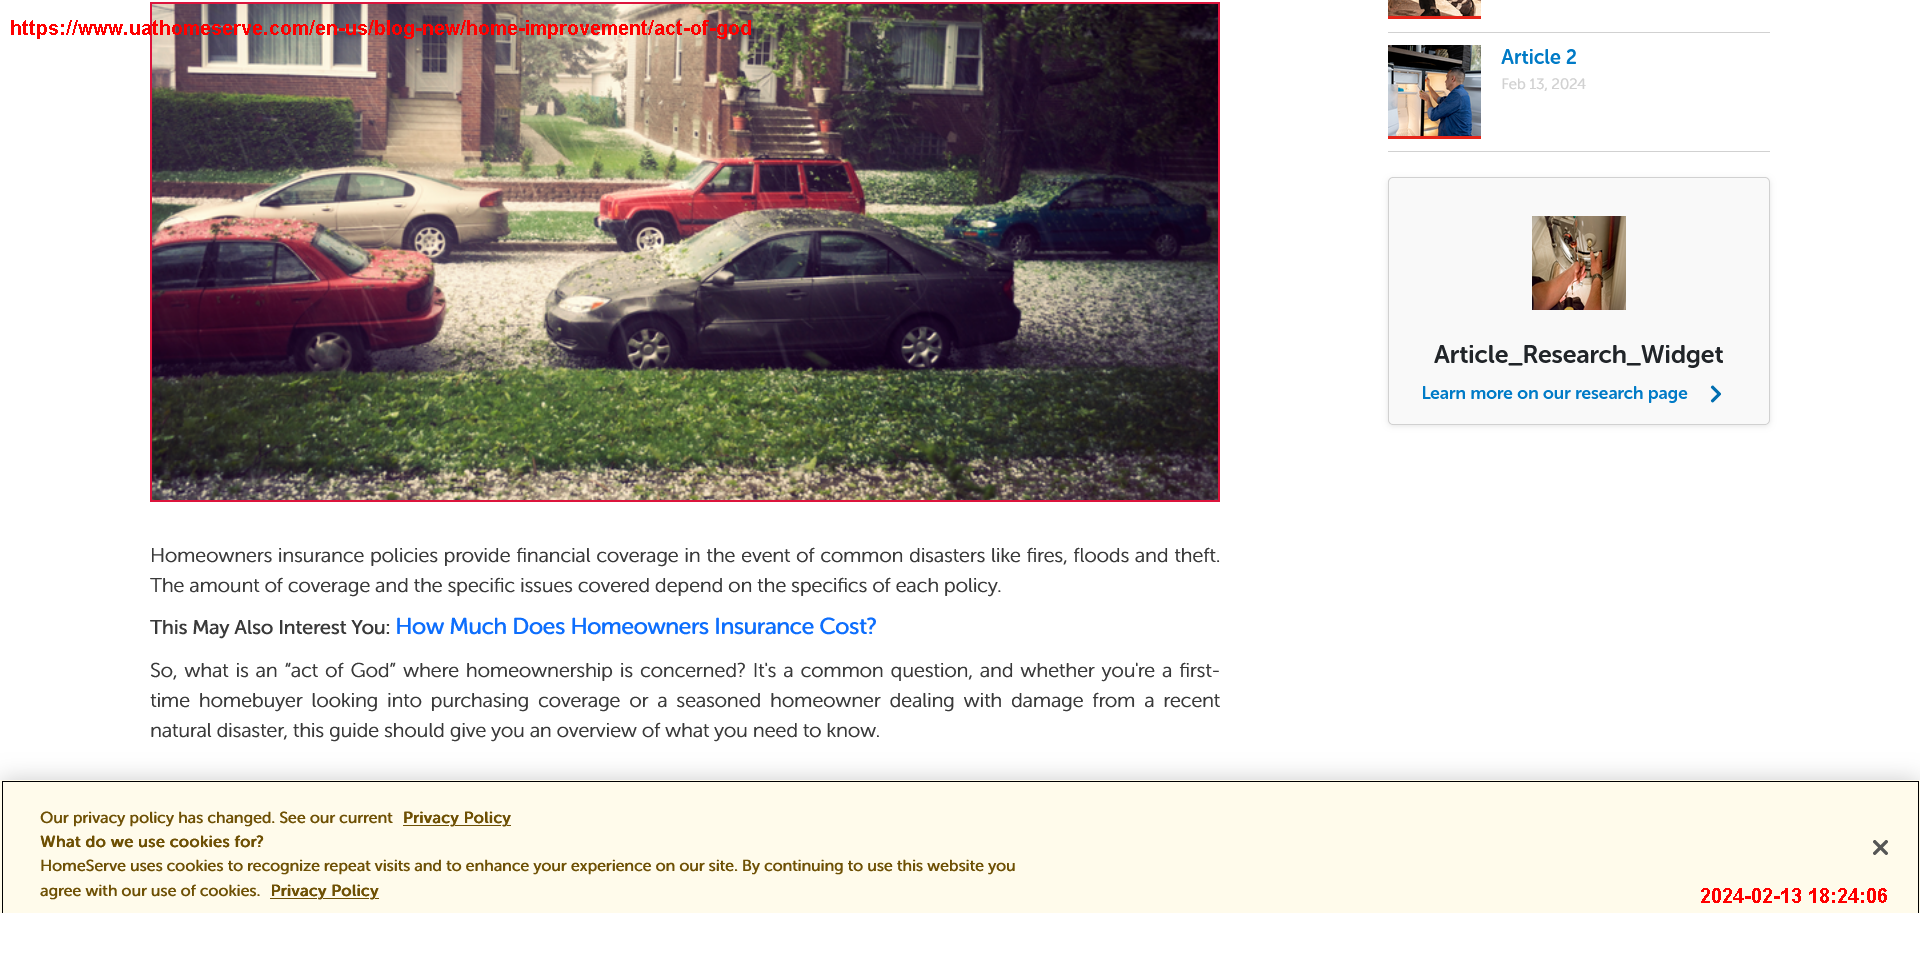 https://www.uathomeserve.com/en-us/blog-new/home-improvement/act-of-god
Article 2
Feb 13, 2024
Article_Research_Widget
Learn more on our research page
Homeowners insurance policies provide financial coverage in the event of common disasters like fires, floods and theft.
The amount of coverage and the specific issues covered depend on the specifics of each policy.
This May Also Interest You: How Much Does Homeowners Insurance Cost?
So, what is an “act of God” where homeownership is concerned? It's a common question, and whether you're a first-
time homebuyer looking into purchasing coverage or a seasoned homeowner dealing with damage from a recent
natural disaster, this guide should give you an overview of what you need to know.
Our privacy policy has changed. See our current Privacy Policy
What do we use cookies for?
HomeServe uses cookies to recognize repeat visits and to enhance your experience on our site. By continuing to use this website you
agree with our use of cookies. Privacy Policy
2024-02-13 18:24:06